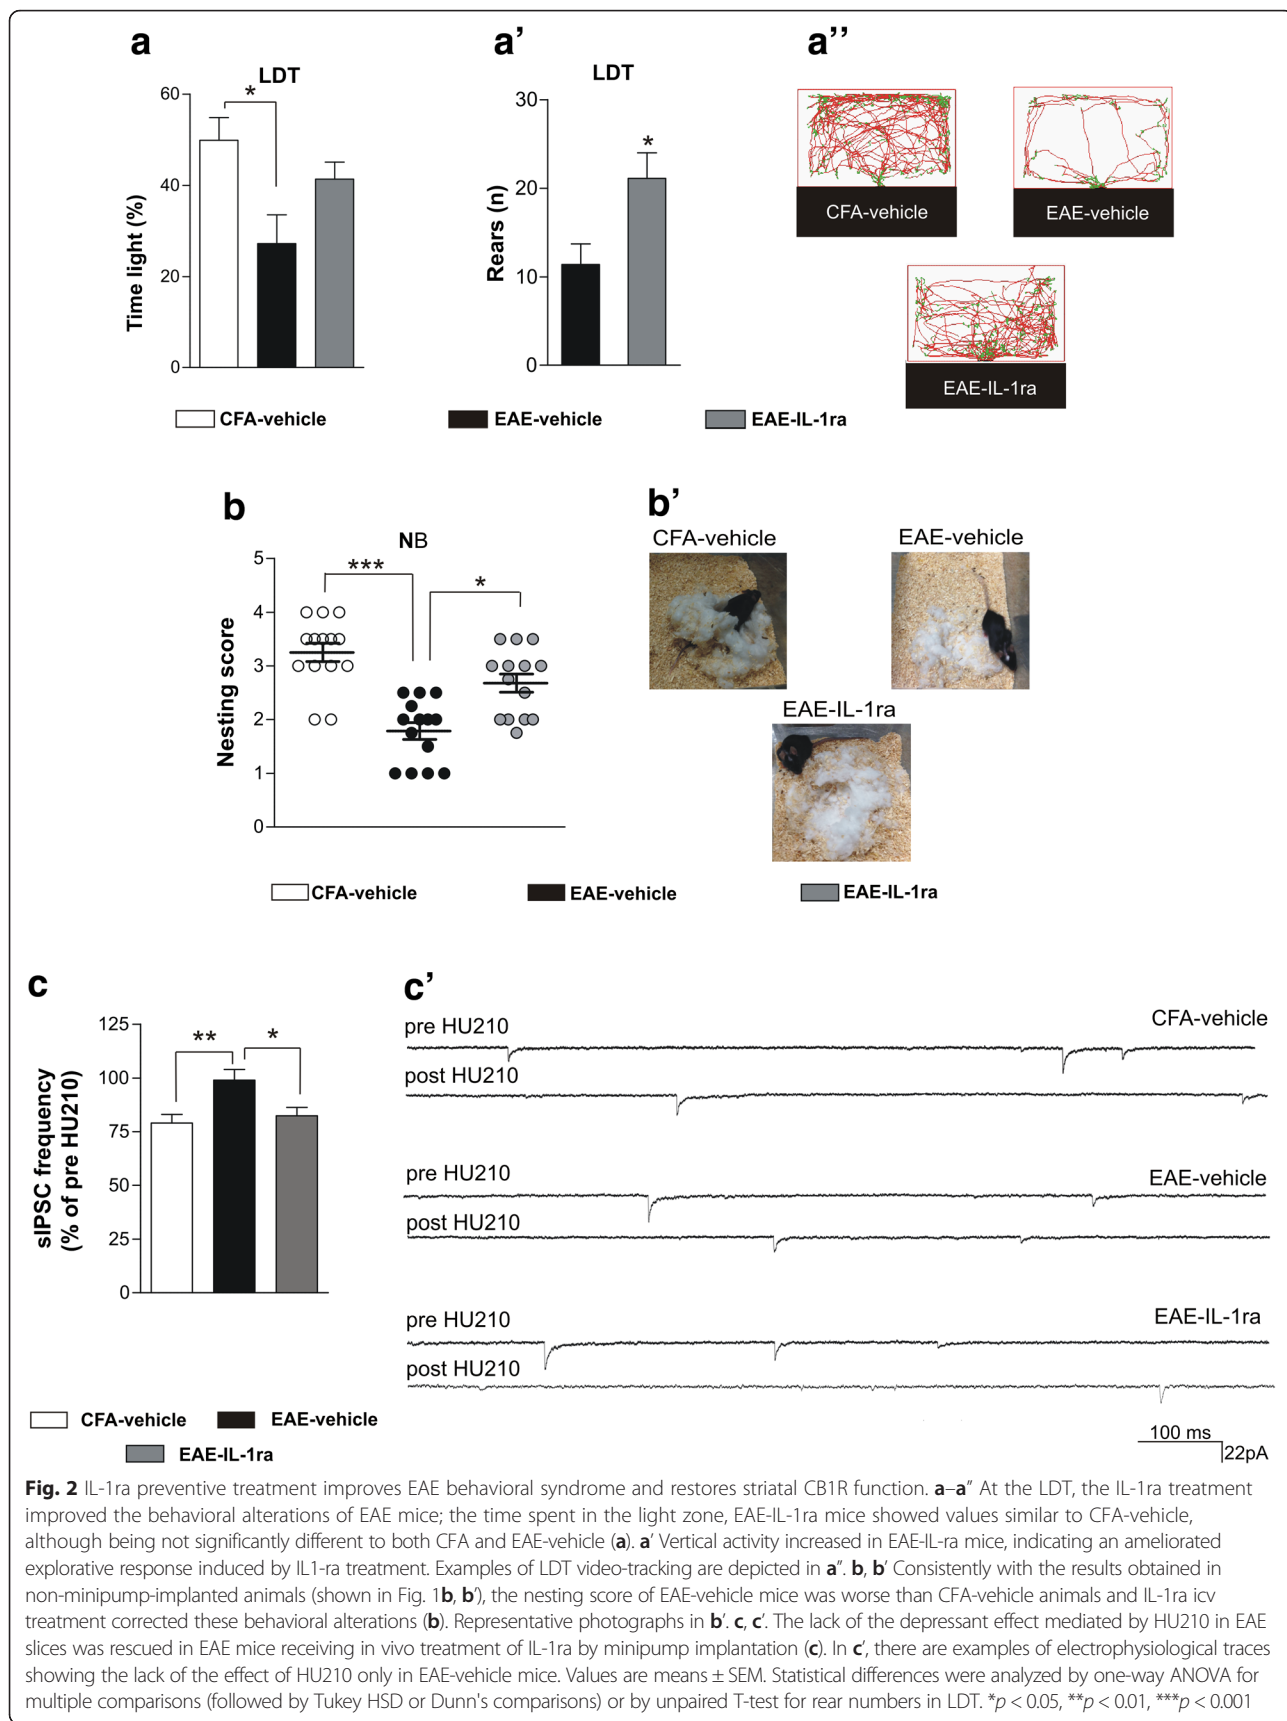 a
a'
a''
LDT
*
60
40
20
0
Time light (%)
LDT
*
30
20
10
0
Rears (n)
CFA-vehicle
EAE-vehicle
EAE-IL-1ra
CFA-vehicle
EAE-vehicle
EAE-IL-1ra
b
b'
NB
***
*
5
4
3
2
1
0
Nesting score
CFA-vehicle
EAE-vehicle
EAE-IL-1ra
CFA-vehicle
EAE-vehicle
EAE-IL-1ra
c
c'
**
*
125
100
75
50
25
0
sIPSC frequency
(% of pre HU210)
pre HU210
CFA-vehicle
post HU210
pre HU210
EAE-vehicle
post HU210
pre HU210
EAE-IL-1ra
post HU210
100 ms
22pA
CFA-vehicle
EAE-vehicle
EAE-IL-1ra
Fig. 2 IL-1ra preventive treatment improves EAE behavioral syndrome and restores striatal CB1R function. a–a″ At the LDT, the IL-1ra treatment
improved the behavioral alterations of EAE mice; the time spent in the light zone, EAE-IL-1ra mice showed values similar to CFA-vehicle,
although being not significantly different to both CFA and EAE-vehicle (a). a′ Vertical activity increased in EAE-IL-ra mice, indicating an ameliorated
explorative response induced by IL1-ra treatment. Examples of LDT video-tracking are depicted in a″. b, b′ Consistently with the results obtained in
non-minipump-implanted animals (shown in Fig. 1b, b′), the nesting score of EAE-vehicle mice was worse than CFA-vehicle animals and IL-1ra icv
treatment corrected these behavioral alterations (b). Representative photographs in b′. c, c′. The lack of the depressant effect mediated by HU210 in EAE
slices was rescued in EAE mice receiving in vivo treatment of IL-1ra by minipump implantation (c). In c′, there are examples of electrophysiological traces
showing the lack of the effect of HU210 only in EAE-vehicle mice. Values are means ± SEM. Statistical differences were analyzed by one-way ANOVA for
multiple comparisons (followed by Tukey HSD or Dunn's comparisons) or by unpaired T-test for rear numbers in LDT. *p < 0.05, **p < 0.01, ***p < 0.001